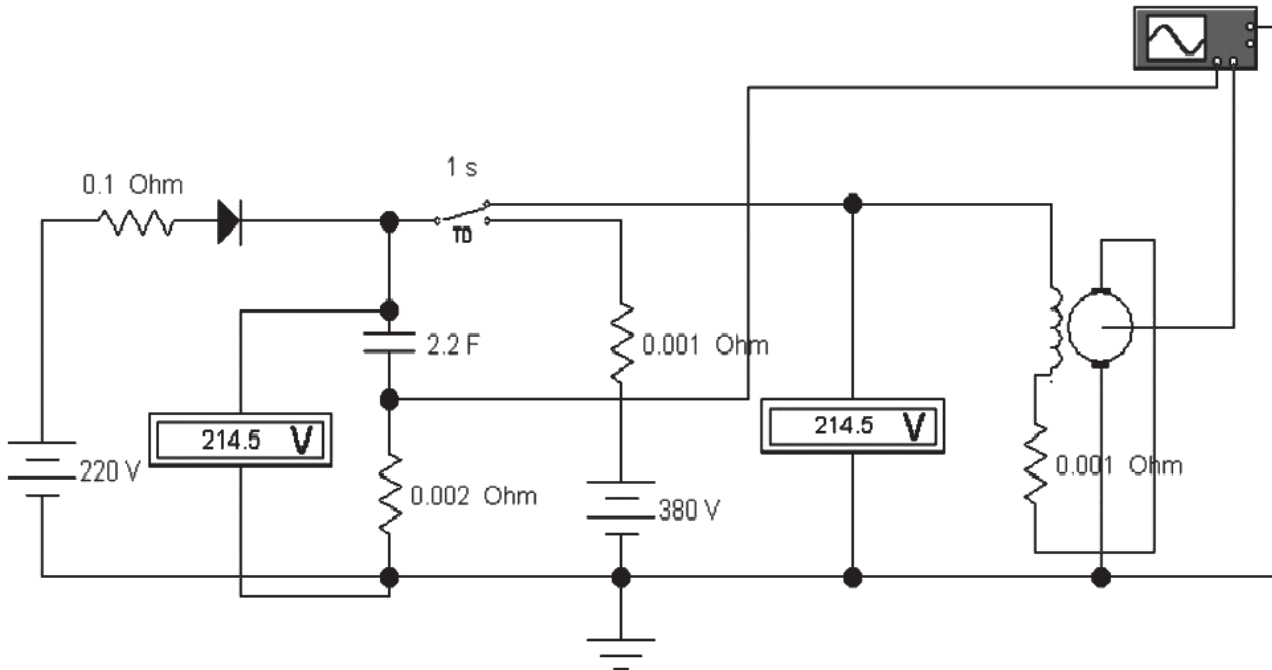 1 s
0.1 Ohm
TD
2.2 F
0.001 Ohm
214.5 V
214.5 V
220 V
0.002 Ohm
380 V
0.001 Ohm